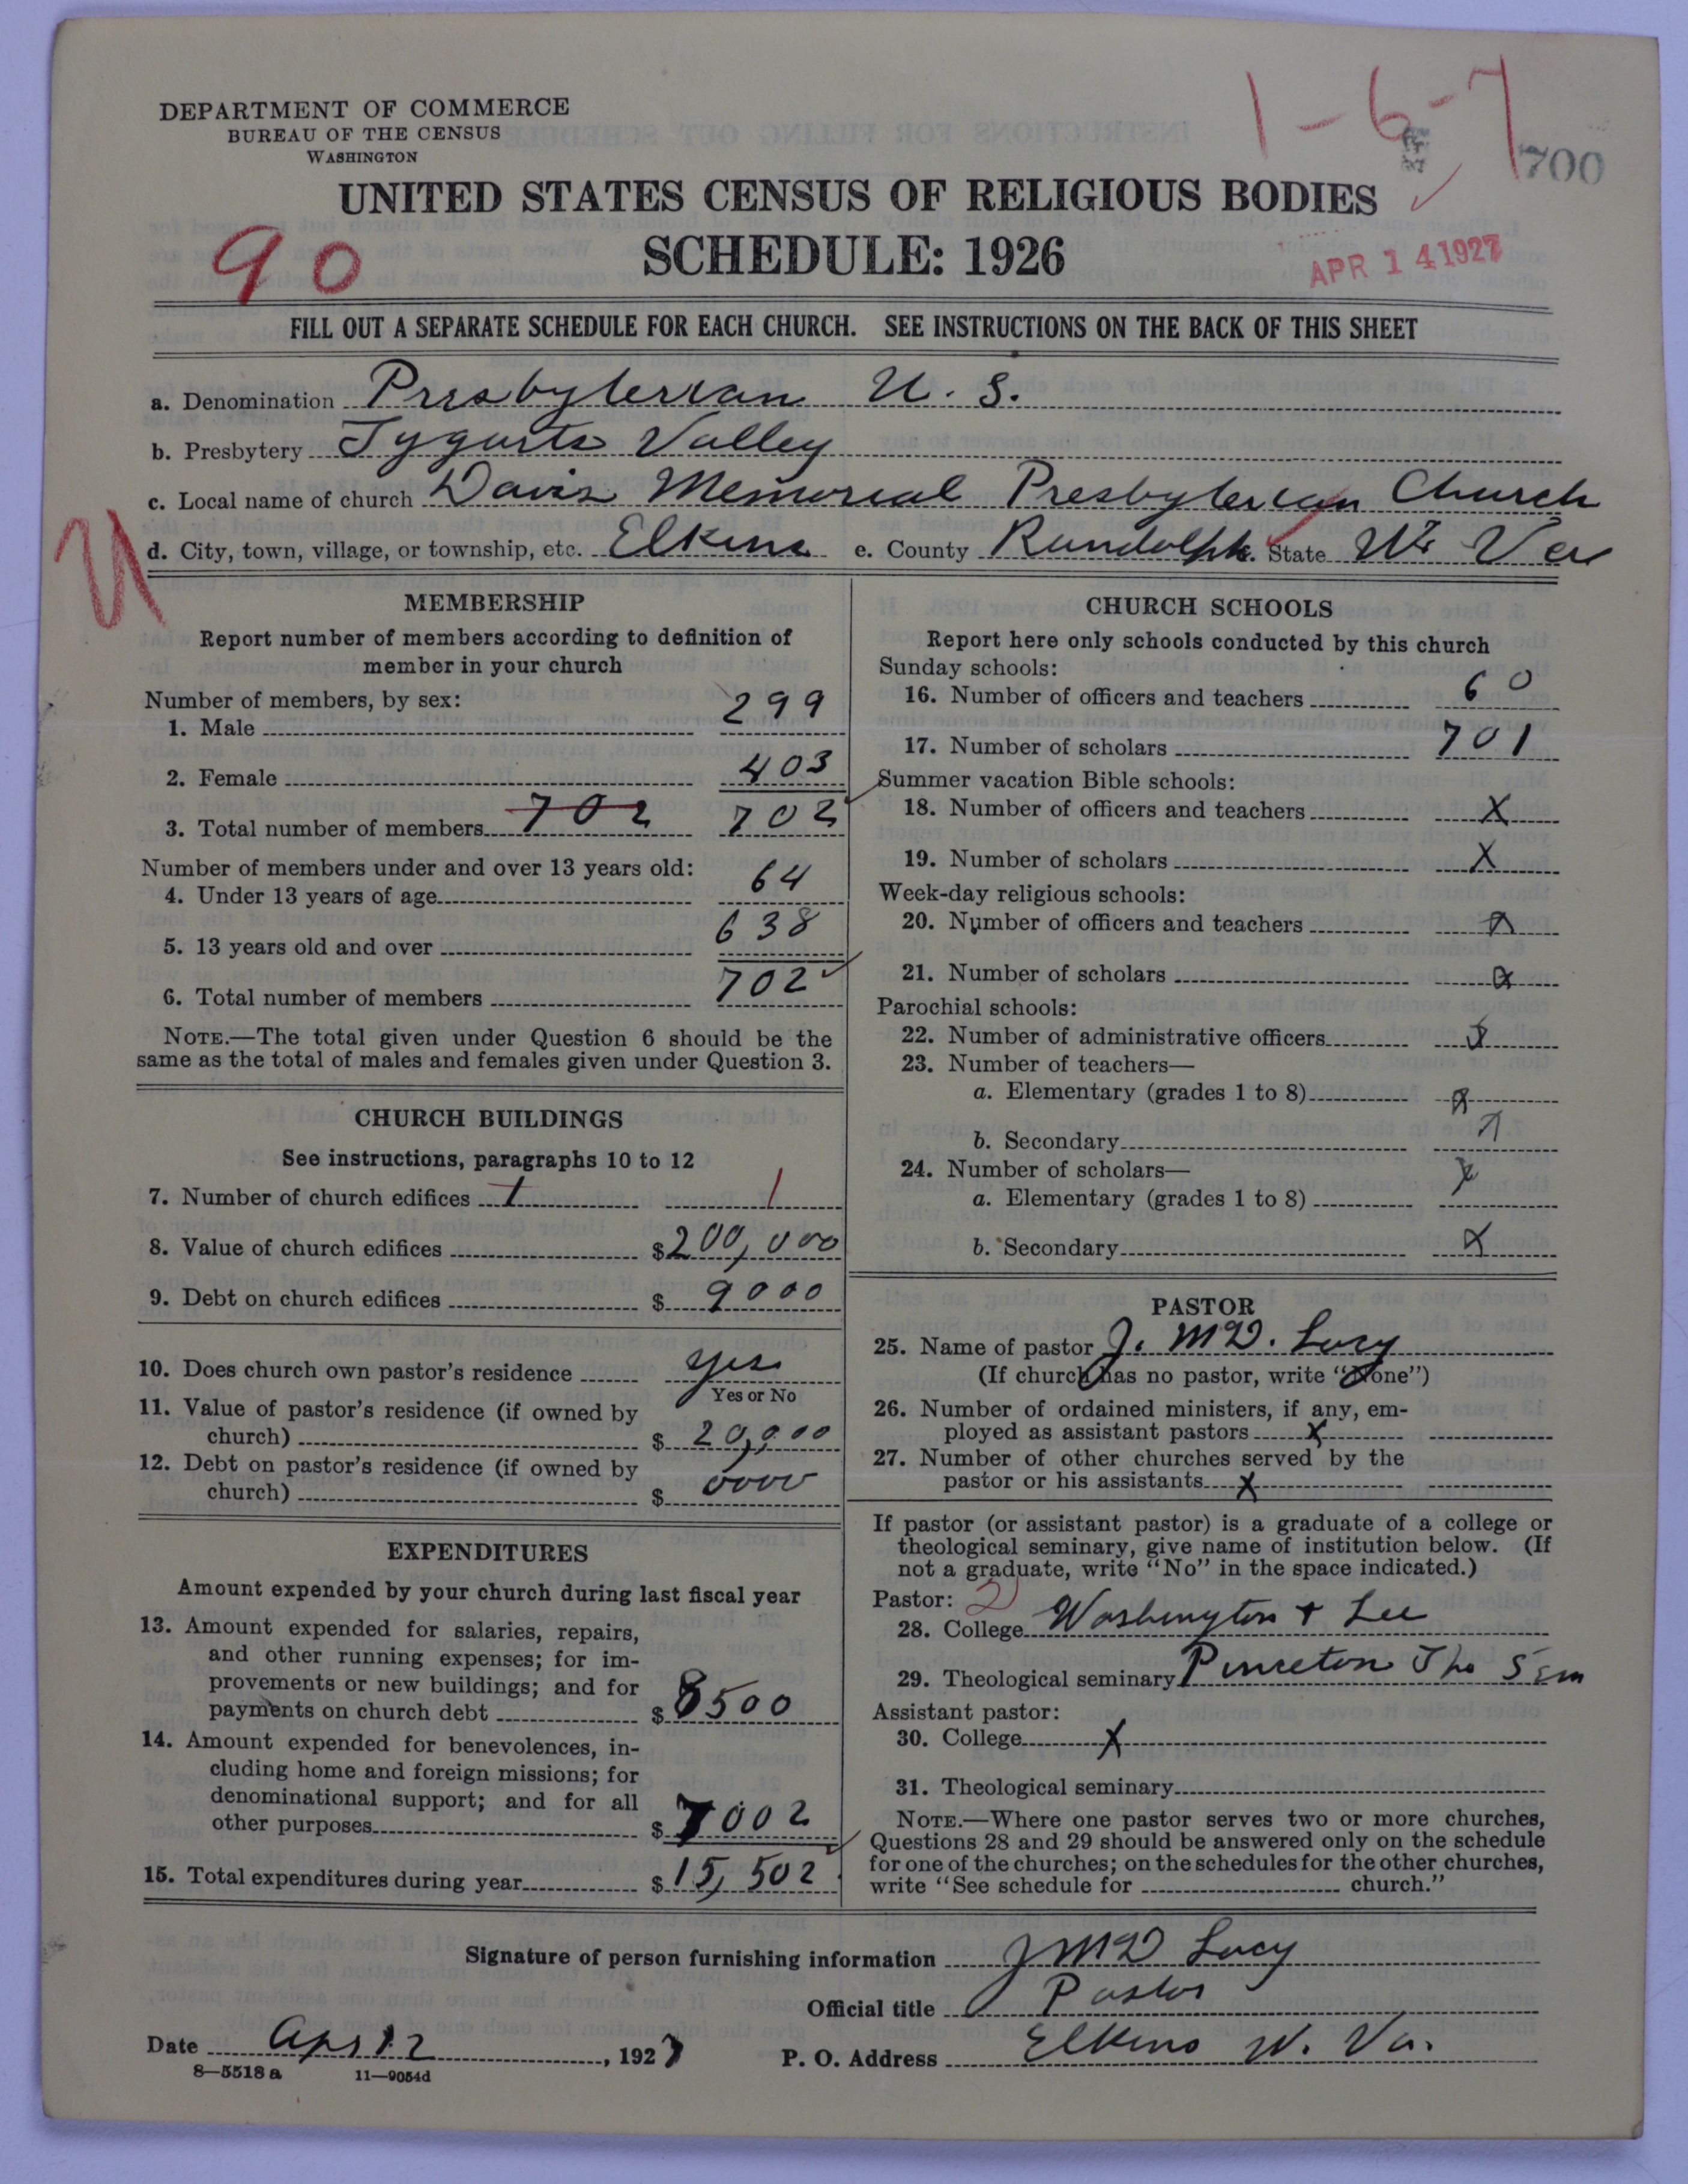 1-6-7
700
DEPARTMENT OF COMMERCE
BUREAU OF THE CENSUS
WASHINGTON
UNITED STATES CENSUS OF RELIGIOUS BODIES
SCHEDULE: 1926
90
APR 14 1927
FILL OUT A SEPARATE SCHEDULE FOR EACH CHURCH. SEE INSTRUCTIONS ON THE BACK OF THIS SHEET
a. Denomination Presbyterian U. S.
b. Presbytery Tygarts Valley
c. Local name of church Davis Memorial Presbyterian Church
U
d. City, town, village, or township, etc. Elkins e. County Randolph. State W. Va
MEMBERSHIP
Report number of members according to definition of
member in your church
Number of members, by sex:
1. Male 299
2. Female 403
3. Total number of members 702 702
Number of members under and over 13 years old:
4. Under 13 years of age 64
5. 13 years old and over 638
6. Total number of members 702
NOTE.—The total given under Question 6 should be the
same as the total of males and females given under Question 3.
CHURCH BUILDINGS
See instructions, paragraphs 10 to 12
7. Number of church edifices 1 1
8. Value of church edifices $200,000
9. Debt on church edifices $ 9000
10. Does church own pastor's residence yes
Yes or No
11. Value of pastor's residence (if owned by
church) $ 20,000
12. Debt on pastor's residence (if owned by
church) $ 0000
EXPENDITURES
Amount expended by your church during last fiscal year
13. Amount expended for salaries, repairs,
and other running expenses; for im-
provements or new buildings; and for
payments on church debt $ 8500
14. Amount expended for benevolences, in-
cluding home and foreign missions; for
denominational support; and for all
other purposes $ 7002
15. Total expenditures during year $ 15,502
CHURCH SCHOOLS
Report here only schools conducted by this church
Sunday schools:
16. Number of officers and teachers 60
17. Number of scholars 701
Summer vacation Bible schools:
18. Number of officers and teachers X
19. Number of scholars X
Week-day religious schools:
20. Number of officers and teachers X
21. Number of scholars X
Parochial schools:
22. Number of administrative officers X
23. Number of teachers—
a. Elementary (grades 1 to 8) X
b. Secondary X
24. Number of scholars—
a. Elementary (grades 1 to 8) X
b. Secondary X
PASTOR
25. Name of pastor J. McD. Lacy
(If church has no pastor, write "None")
26. Number of ordained ministers, if any, em-
ployed as assistant pastors X
27. Number of other churches served by the
pastor or his assistants X
If pastor (or assistant pastor) is a graduate of a college or
theological seminary, give name of institution below. (If
not a graduate, write "No" in the space indicated.)
Pastor: 2
28. College Washington + Lee
29. Theological seminary Princeton Tho Sem
Assistant pastor:
30. College X
31. Theological seminary
NOTE.—Where one pastor serves two or more churches,
Questions 28 and 29 should be answered only on the schedule
for one of the churches; on the schedules for the other churches,
write "See schedule for church."
Signature of person furnishing information J McD Lacy
Official title Pastor
Date Apr 12, 1927 P. O. Address Elkins W. Va.
8—5518 a 11—9054d